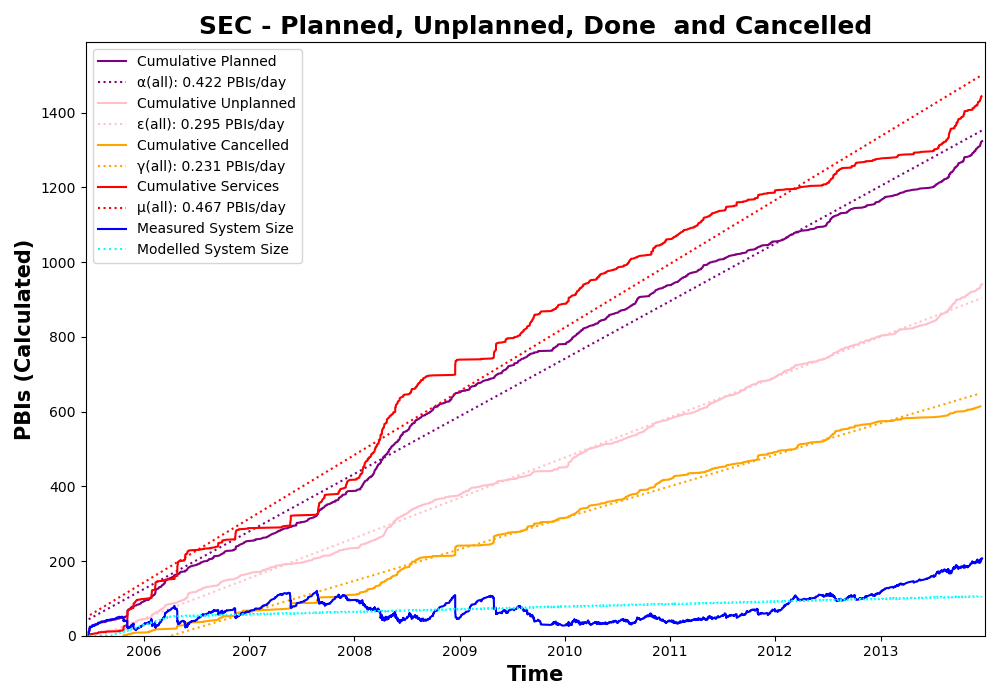 SEC - Planned, Unplanned, Done  and Cancelled
Cumulative Planned
α(all): 0.422 PBIs/day
Cumulative Unplanned
ε(all): 0.295 PBIs/day
Cumulative Cancelled
γ(all): 0.231 PBIs/day
Cumulative Services
μ(all): 0.467 PBIs/day
Measured System Size
Modelled System Size
PBIs (Calculated)
1400
1200
1000
800
600
400
200
0
2006 2007 2008 2009 2010 2011 2012 2013
Time